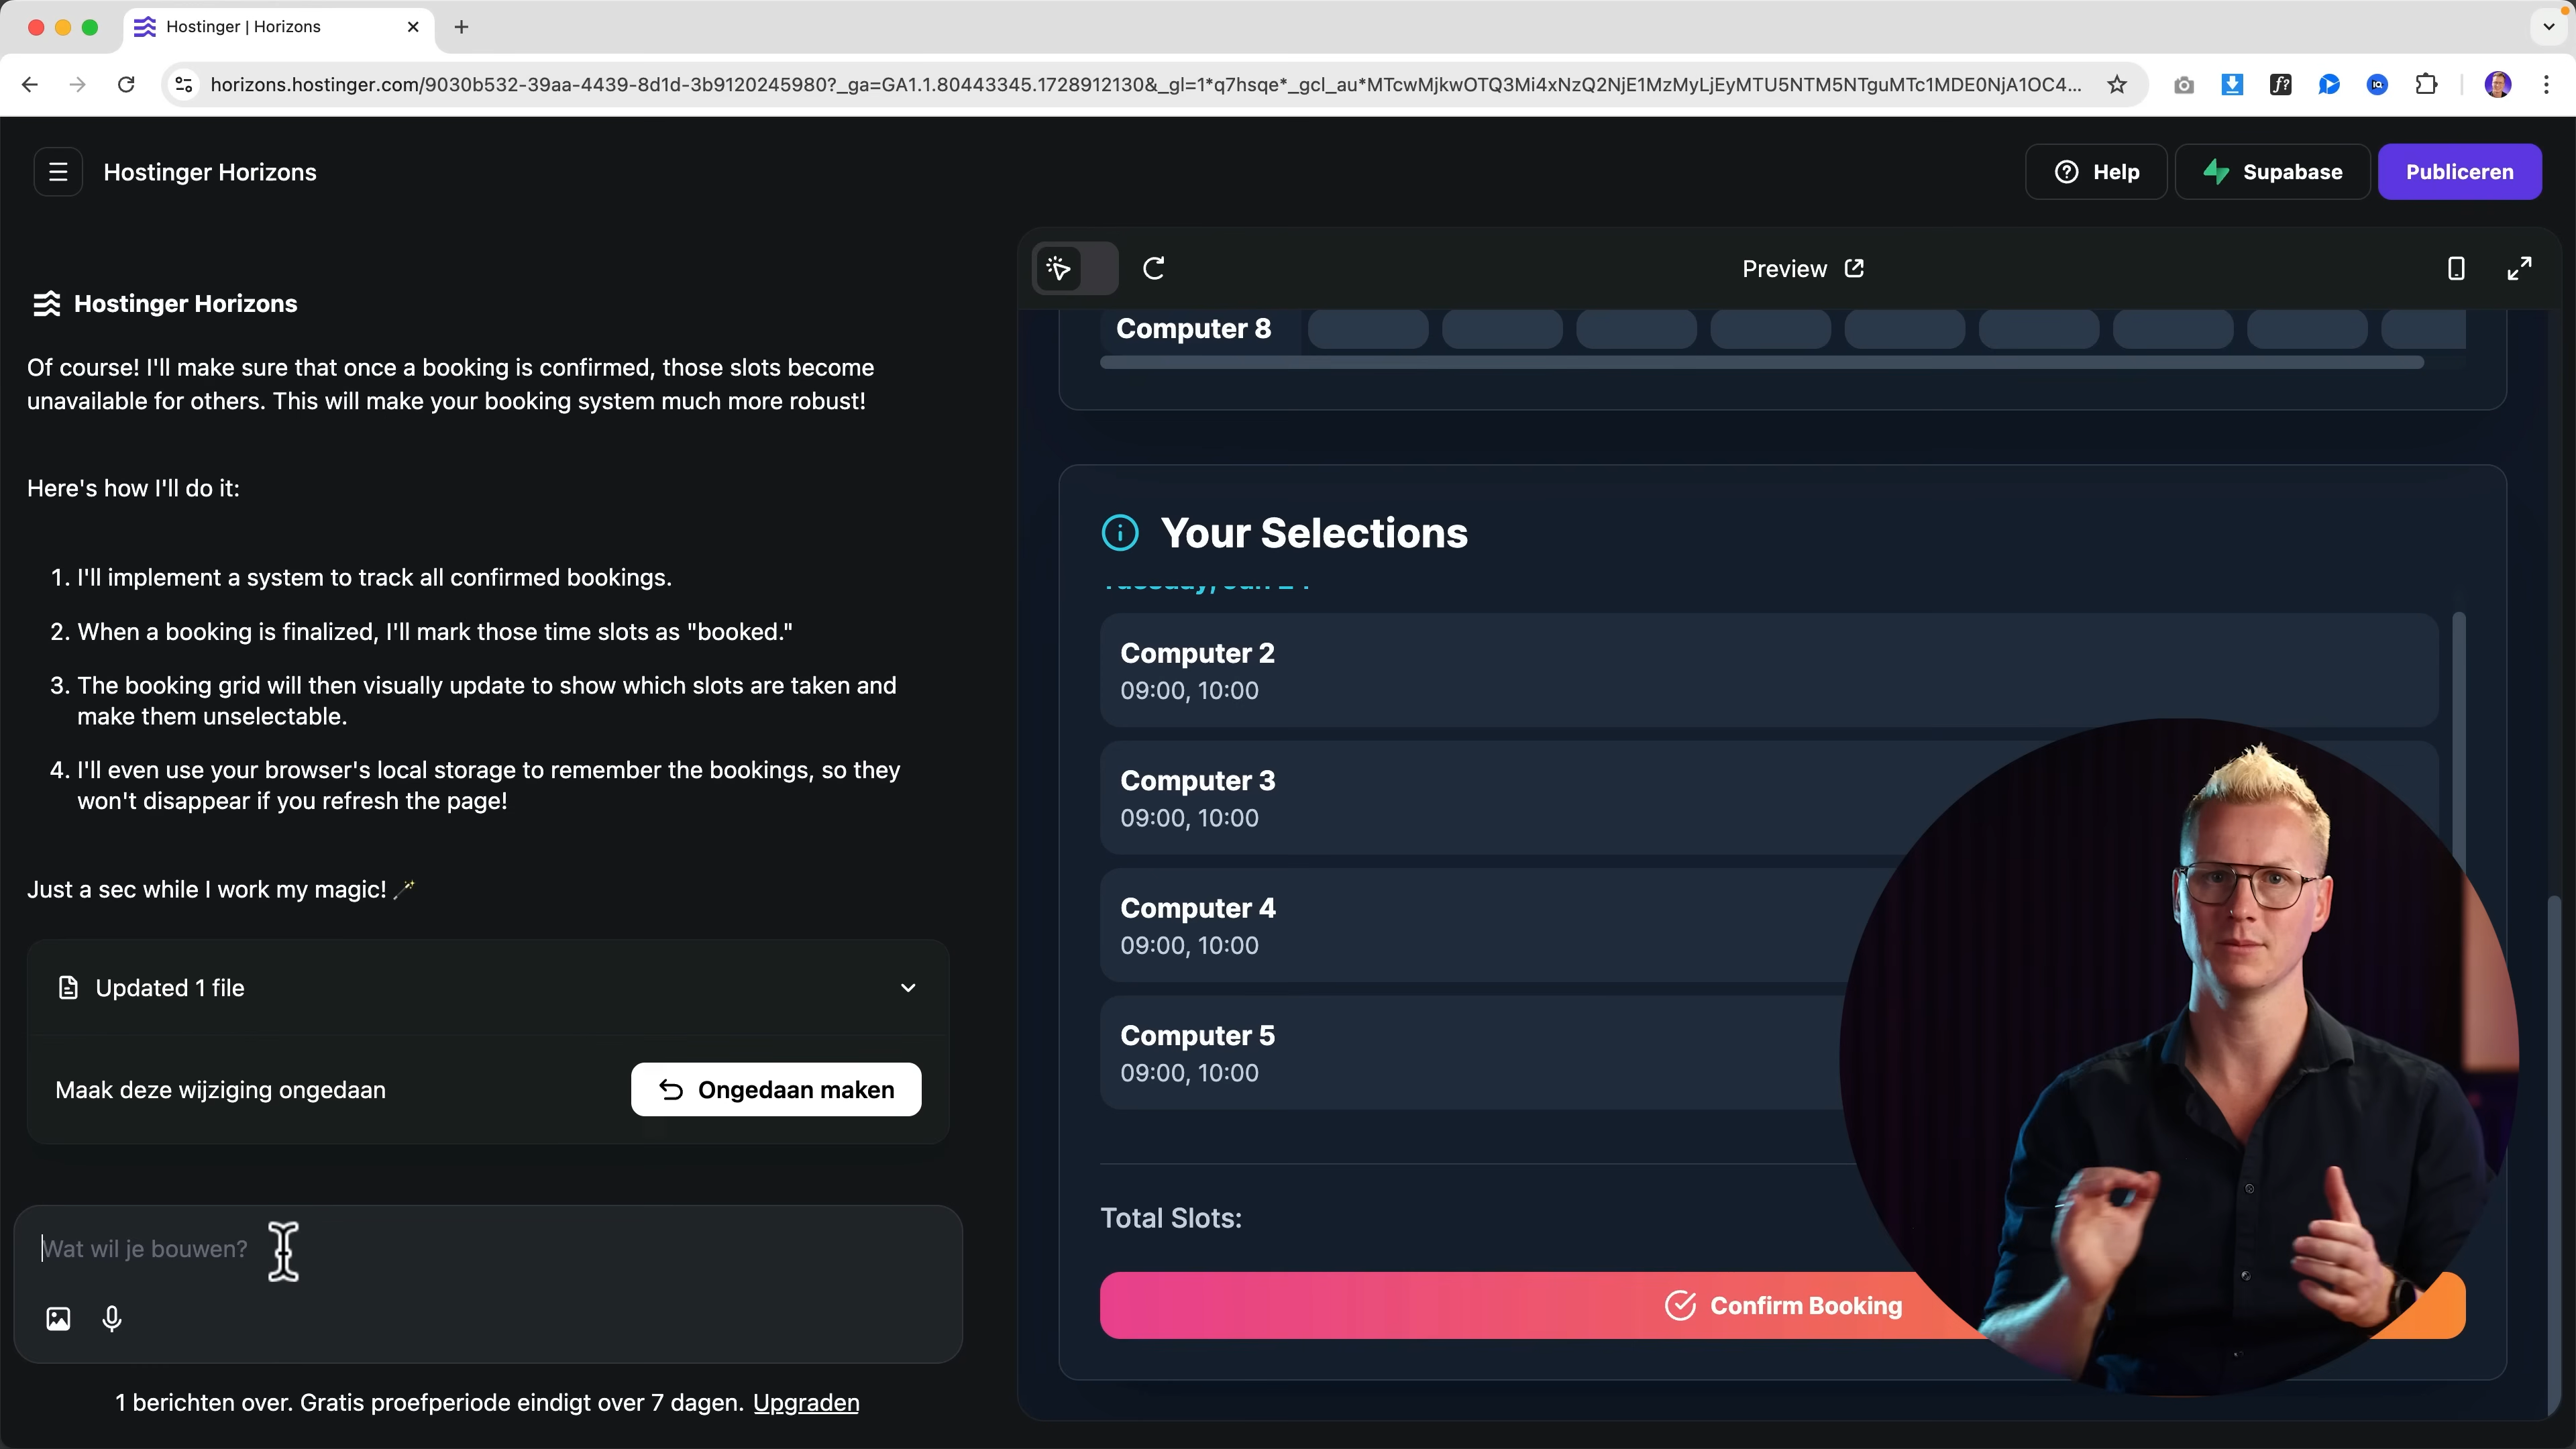 Hostinger | Horizons
horizons.hostinger.com/9030b532-39aa-4439-8d1d-3b9120245980?_ga=GA1.1.80443345.1728912130&_gl=1*q7hsqe*_gcl_au*MTcwMjkwOTQ3Mi4xNzQ2NjE1MzMyLjEyMTU5NTM5NTguMTc1MDE0NjA1OC4...
Hostinger Horizons
Help
Supabase
Publiceren
Hostinger Horizons
Of course! I'll make sure that once a booking is confirmed, those slots become
unavailable for others. This will make your booking system much more robust!
Here's how I'll do it:
1. I'll implement a system to track all confirmed bookings.
2. When a booking is finalized, I'll mark those time slots as "booked."
3. The booking grid will then visually update to show which slots are taken and
make them unselectable.
4. I'll even use your browser's local storage to remember the bookings, so they
won't disappear if you refresh the page!
Just a sec while I work my magic!
Updated 1 file
Maak deze wijziging ongedaan
Ongedaan maken
Wat wil je bouwen?
1 berichten over. Gratis proefperiode eindigt over 7 dagen. Upgraden
Preview
Computer 8
Your Selections
Computer 2
09:00, 10:00
Computer 3
09:00, 10:00
Computer 4
09:00, 10:00
Computer 5
09:00, 10:00
Total Slots:
Confirm Booking